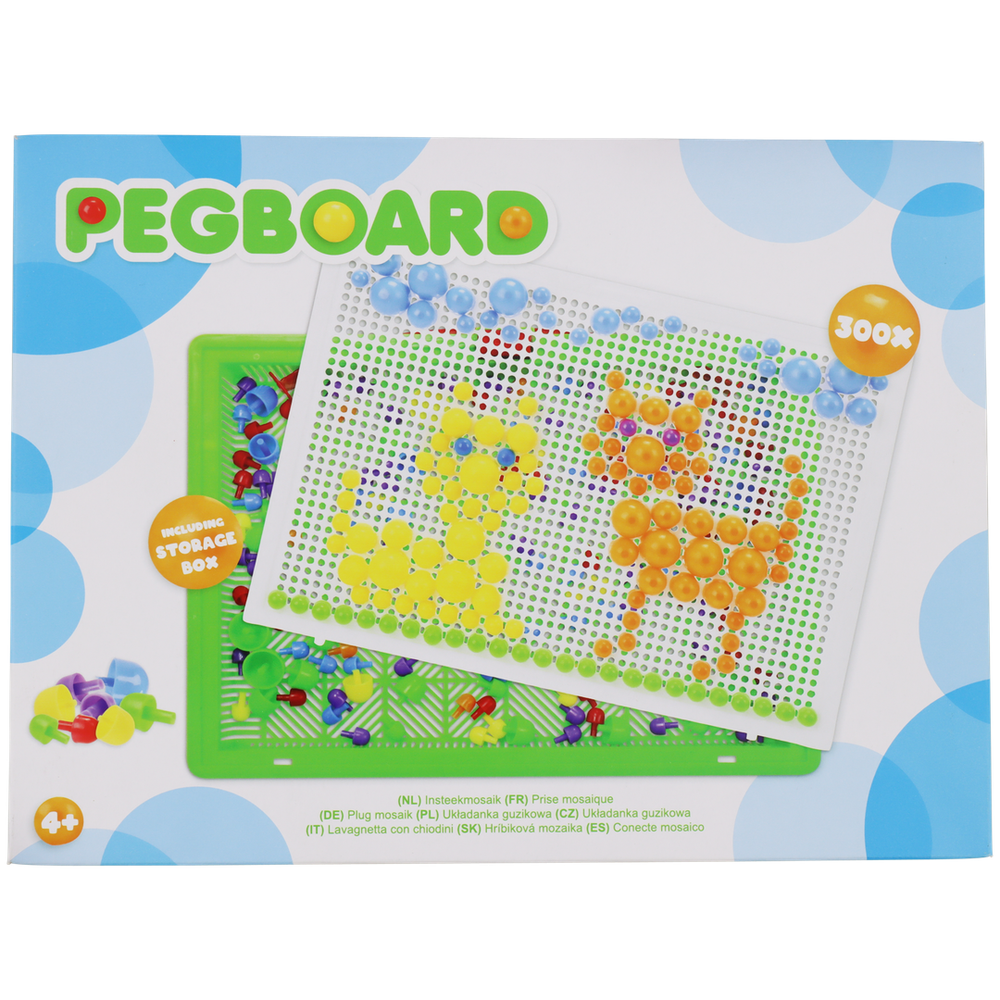 PEGBOARD
300X
INCLUDING
STORAGE
BOX
4+
(NL) Insteekmosaik (FR) Prise mosaique
(DE) Plug mosaik (PL) Układanka guzikowa (CZ) Układanka guzikowa
(IT) Lavagnetta con chiodini (SK) Hríbiková mozaika (ES) Conecte mosaico